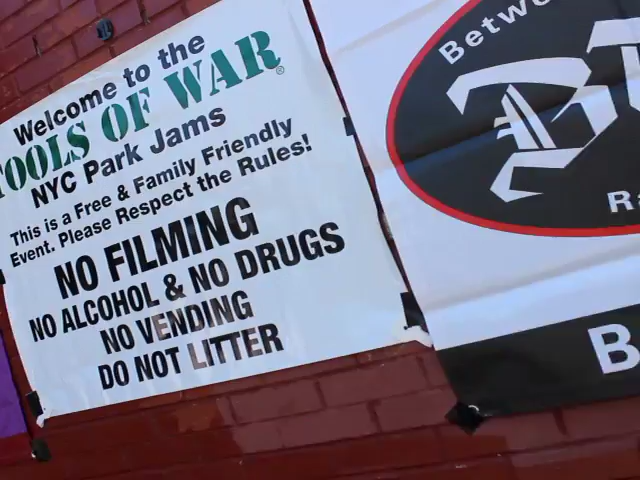 Welcome to the
TOOLS OF WAR®
NYC Park Jams
This is a Free & Family Friendly
Event. Please Respect the Rules!
NO FILMING
NO ALCOHOL & NO DRUGS
NO VENDING
DO NOT LITTER